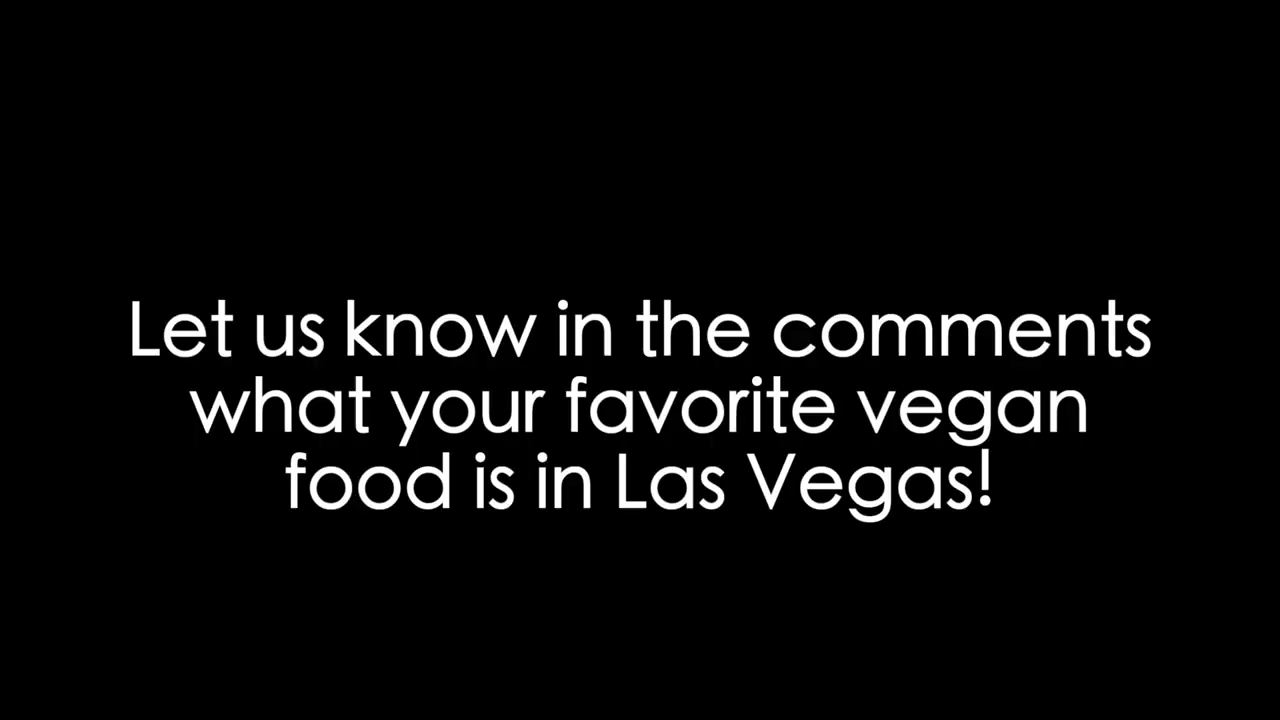 Let us know in the comments
what your favorite vegan
food is in Las Vegas!